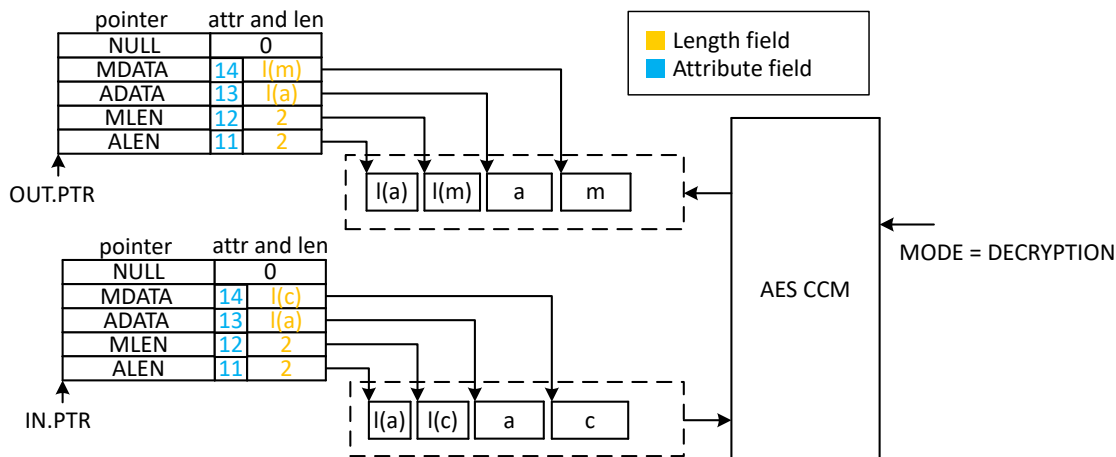 pointer attr and len
NULL 0
MDATA 14 l(m)
ADATA 13 l(a)
MLEN 12 2
ALEN 11 2
OUT.PTR
l(a) l(m) a m
Length field
Attribute field
pointer attr and len
NULL 0
MDATA 14 l(c)
ADATA 13 l(a)
MLEN 12 2
ALEN 11 2
IN.PTR
l(a) l(c) a c
AES CCM
MODE = DECRYPTION